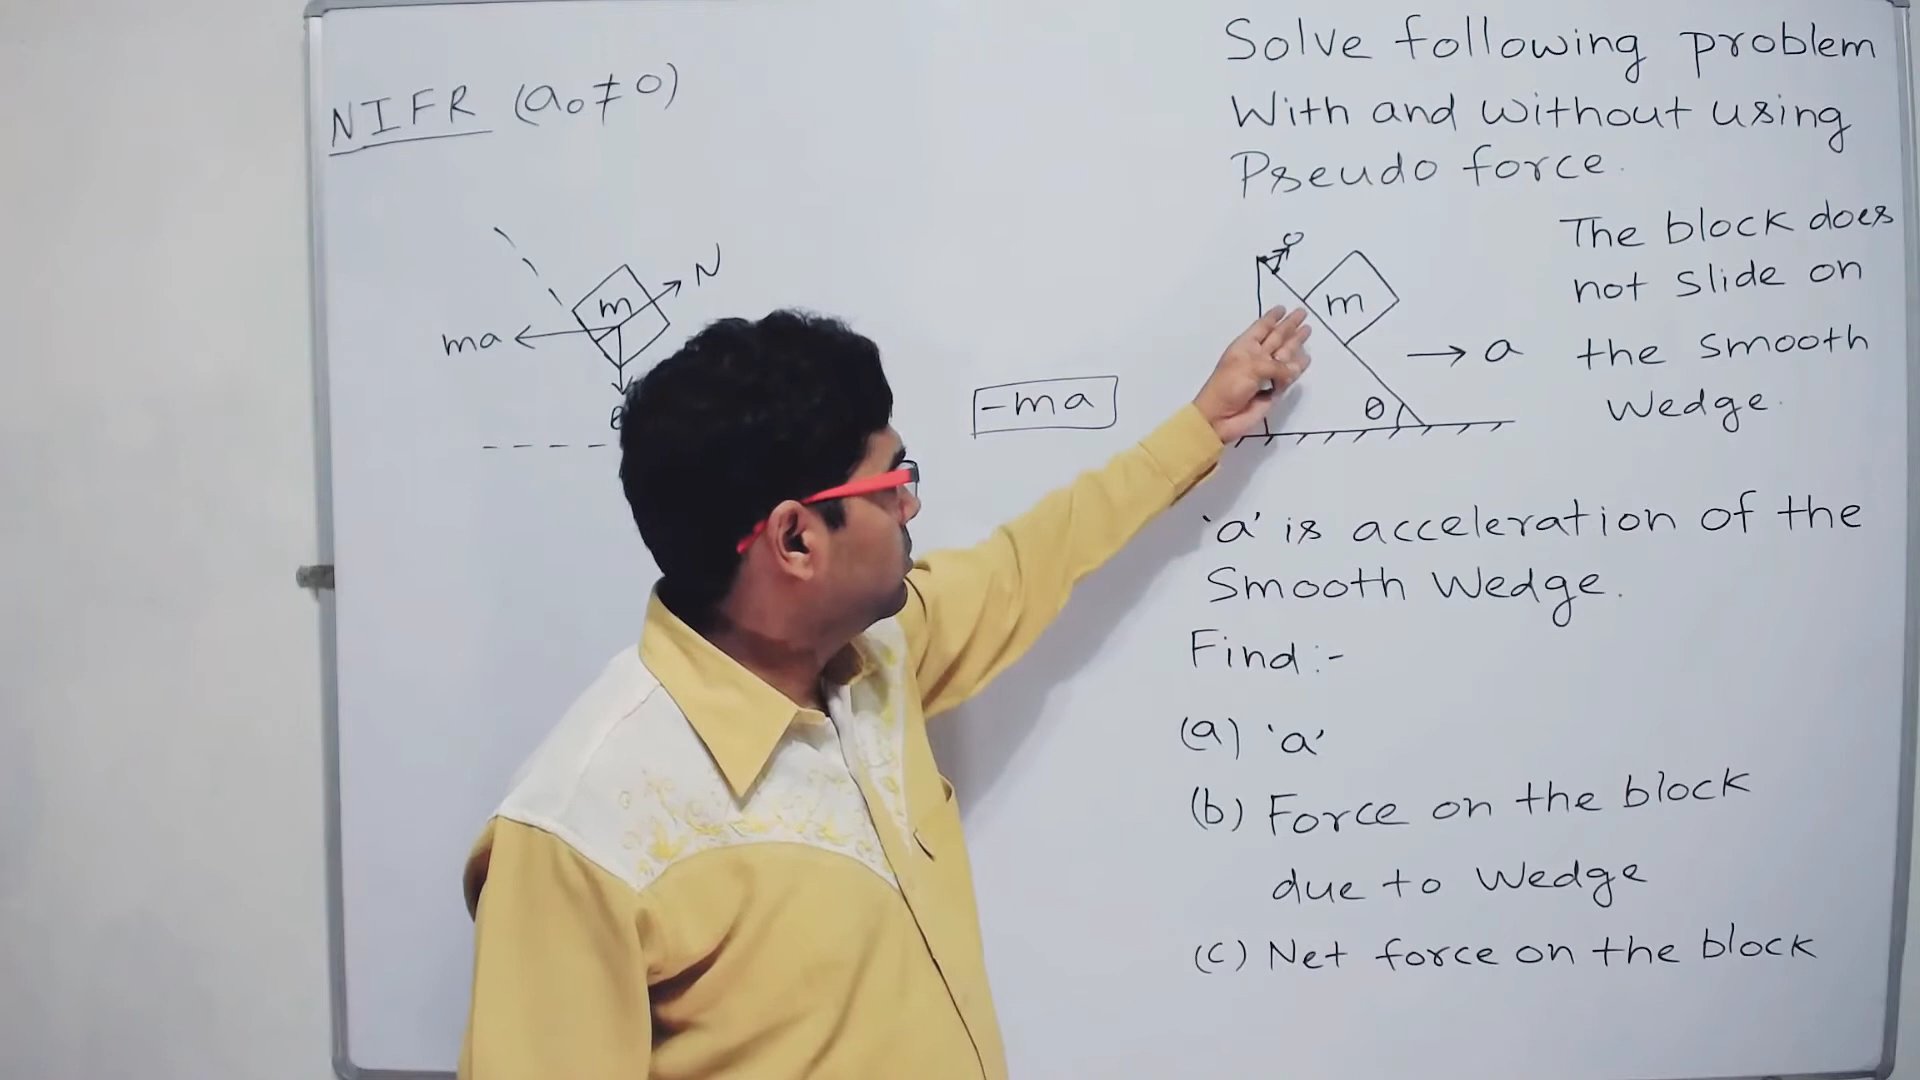 NIFR (a₀ ≠ 0)
N
m
ma
-ma
Solve following problem
With and without using
Pseudo force.
The block does
not slide on
the smooth
Wedge.
m
a
θ
'a' is acceleration of the
Smooth Wedge.
Find :-
(a) 'a'
(b) Force on the block
due to Wedge
(c) Net force on the block